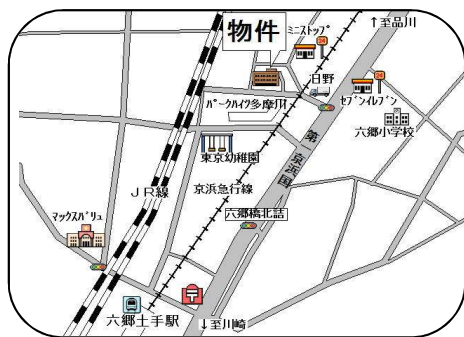 物件
ﾐﾆｽﾄｯﾌﾟ
↑至品川
日野
ｾﾌﾞﾝｲﾚﾌﾞﾝ
ﾊﾟｰｸﾊｲﾂ多摩川
六郷小学校
第一京浜国
東京幼稚園
京浜急行線
ＪＲ線
六郷橋北詰
ﾏｯｸｽﾊﾞﾘｭ
六郷土手駅
↓至川崎